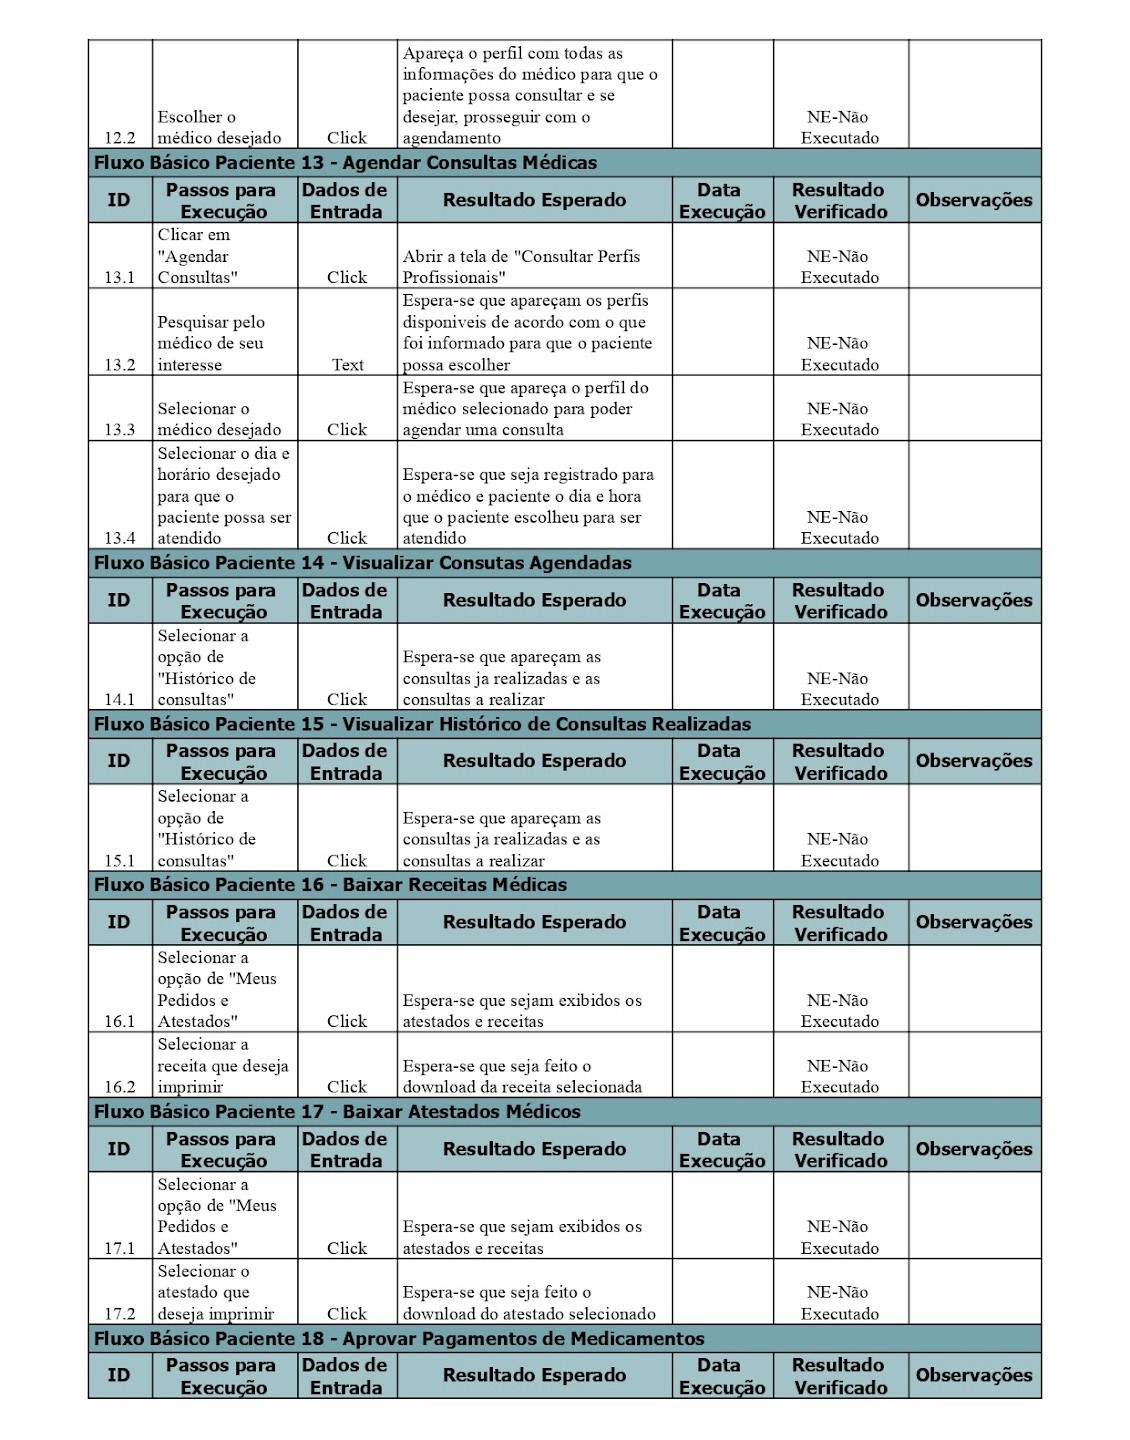 Apareça o perfil com todas as
informações do médico para que o
paciente possa consultar e se
Escolher o desejar, prosseguir com o NE-Não
12.2 médico desejado Click agendamento Executado
Fluxo Básico Paciente 13 - Agendar Consultas Médicas
ID Passos para Execução Dados de Entrada Resultado Esperado Data Execução Resultado Verificado Observações
Clicar em
"Agendar Abrir a tela de "Consultar Perfis NE-Não
13.1 Consultas" Click Profissionais" Executado
Espera-se que apareçam os perfis
Pesquisar pelo disponiveis de acordo com o que
médico de seu foi informado para que o paciente NE-Não
13.2 interesse Text possa escolher Executado
Espera-se que apareça o perfil do
Selecionar o médico selecionado para poder NE-Não
13.3 médico desejado Click agendar uma consulta Executado
Selecionar o dia e
horário desejado Espera-se que seja registrado para
para que o o médico e paciente o dia e hora
paciente possa ser que o paciente escolheu para ser NE-Não
13.4 atendido Click atendido Executado
Fluxo Básico Paciente 14 - Visualizar Consutas Agendadas
ID Passos para Execução Dados de Entrada Resultado Esperado Data Execução Resultado Verificado Observações
Selecionar a
opção de Espera-se que apareçam as
"Histórico de consultas ja realizadas e as NE-Não
14.1 consultas" Click consultas a realizar Executado
Fluxo Básico Paciente 15 - Visualizar Histórico de Consultas Realizadas
ID Passos para Execução Dados de Entrada Resultado Esperado Data Execução Resultado Verificado Observações
Selecionar a
opção de Espera-se que apareçam as
"Histórico de consultas ja realizadas e as NE-Não
15.1 consultas" Click consultas a realizar Executado
Fluxo Básico Paciente 16 - Baixar Receitas Médicas
ID Passos para Execução Dados de Entrada Resultado Esperado Data Execução Resultado Verificado Observações
Selecionar a
opção de "Meus
Pedidos e Espera-se que sejam exibidos os NE-Não
16.1 Atestados" Click atestados e receitas Executado
Selecionar a
receita que deseja Espera-se que seja feito o NE-Não
16.2 imprimir Click download da receita selecionada Executado
Fluxo Básico Paciente 17 - Baixar Atestados Médicos
ID Passos para Execução Dados de Entrada Resultado Esperado Data Execução Resultado Verificado Observações
Selecionar a
opção de "Meus
Pedidos e Espera-se que sejam exibidos os NE-Não
17.1 Atestados" Click atestados e receitas Executado
Selecionar o
atestado que Espera-se que seja feito o NE-Não
17.2 deseja imprimir Click download do atestado selecionado Executado
Fluxo Básico Paciente 18 - Aprovar Pagamentos de Medicamentos
ID Passos para Execução Dados de Entrada Resultado Esperado Data Execução Resultado Verificado Observações